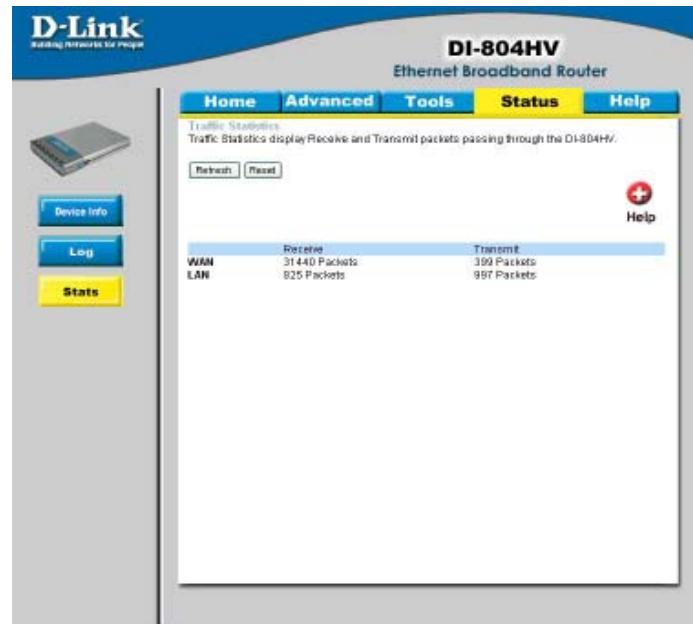 D-Link
Building Networks for People
DI-804HV
Ethernet Broadband Router
Home Advanced Tools Status Help
Traffic Statistics
Traffic Statistics display Receive and Transmit packets passing through the DI-804HV.
Refresh Reset
Device Info
Help
Log
Receive Transmit
WAN 31440 Packets 399 Packets
LAN 825 Packets 997 Packets
Stats